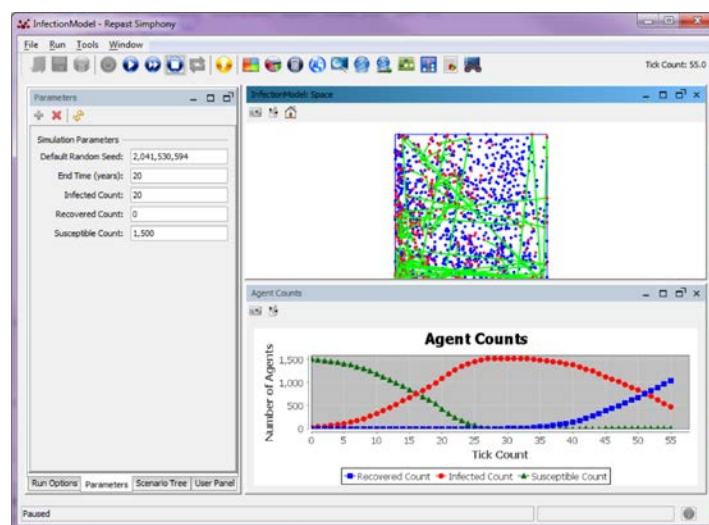 InfectionModel - Repast Simphony
File Run Tools Window
Tick Count: 55.0
Parameters
Simulation Parameters
Default Random Seed: 2,041,530,594
End Time (years): 20
Infected Count: 20
Recovered Count: 0
Susceptible Count: 1,500
Run Options Parameters Scenario Tree User Panel
InfectionModel: Space
Agent Counts
Agent Counts
Number of Agents
1,500
1,000
500
0
0 5 10 15 20 25 30 35 40 45 50 55
Tick Count
Recovered Count Infected Count Susceptible Count
Paused